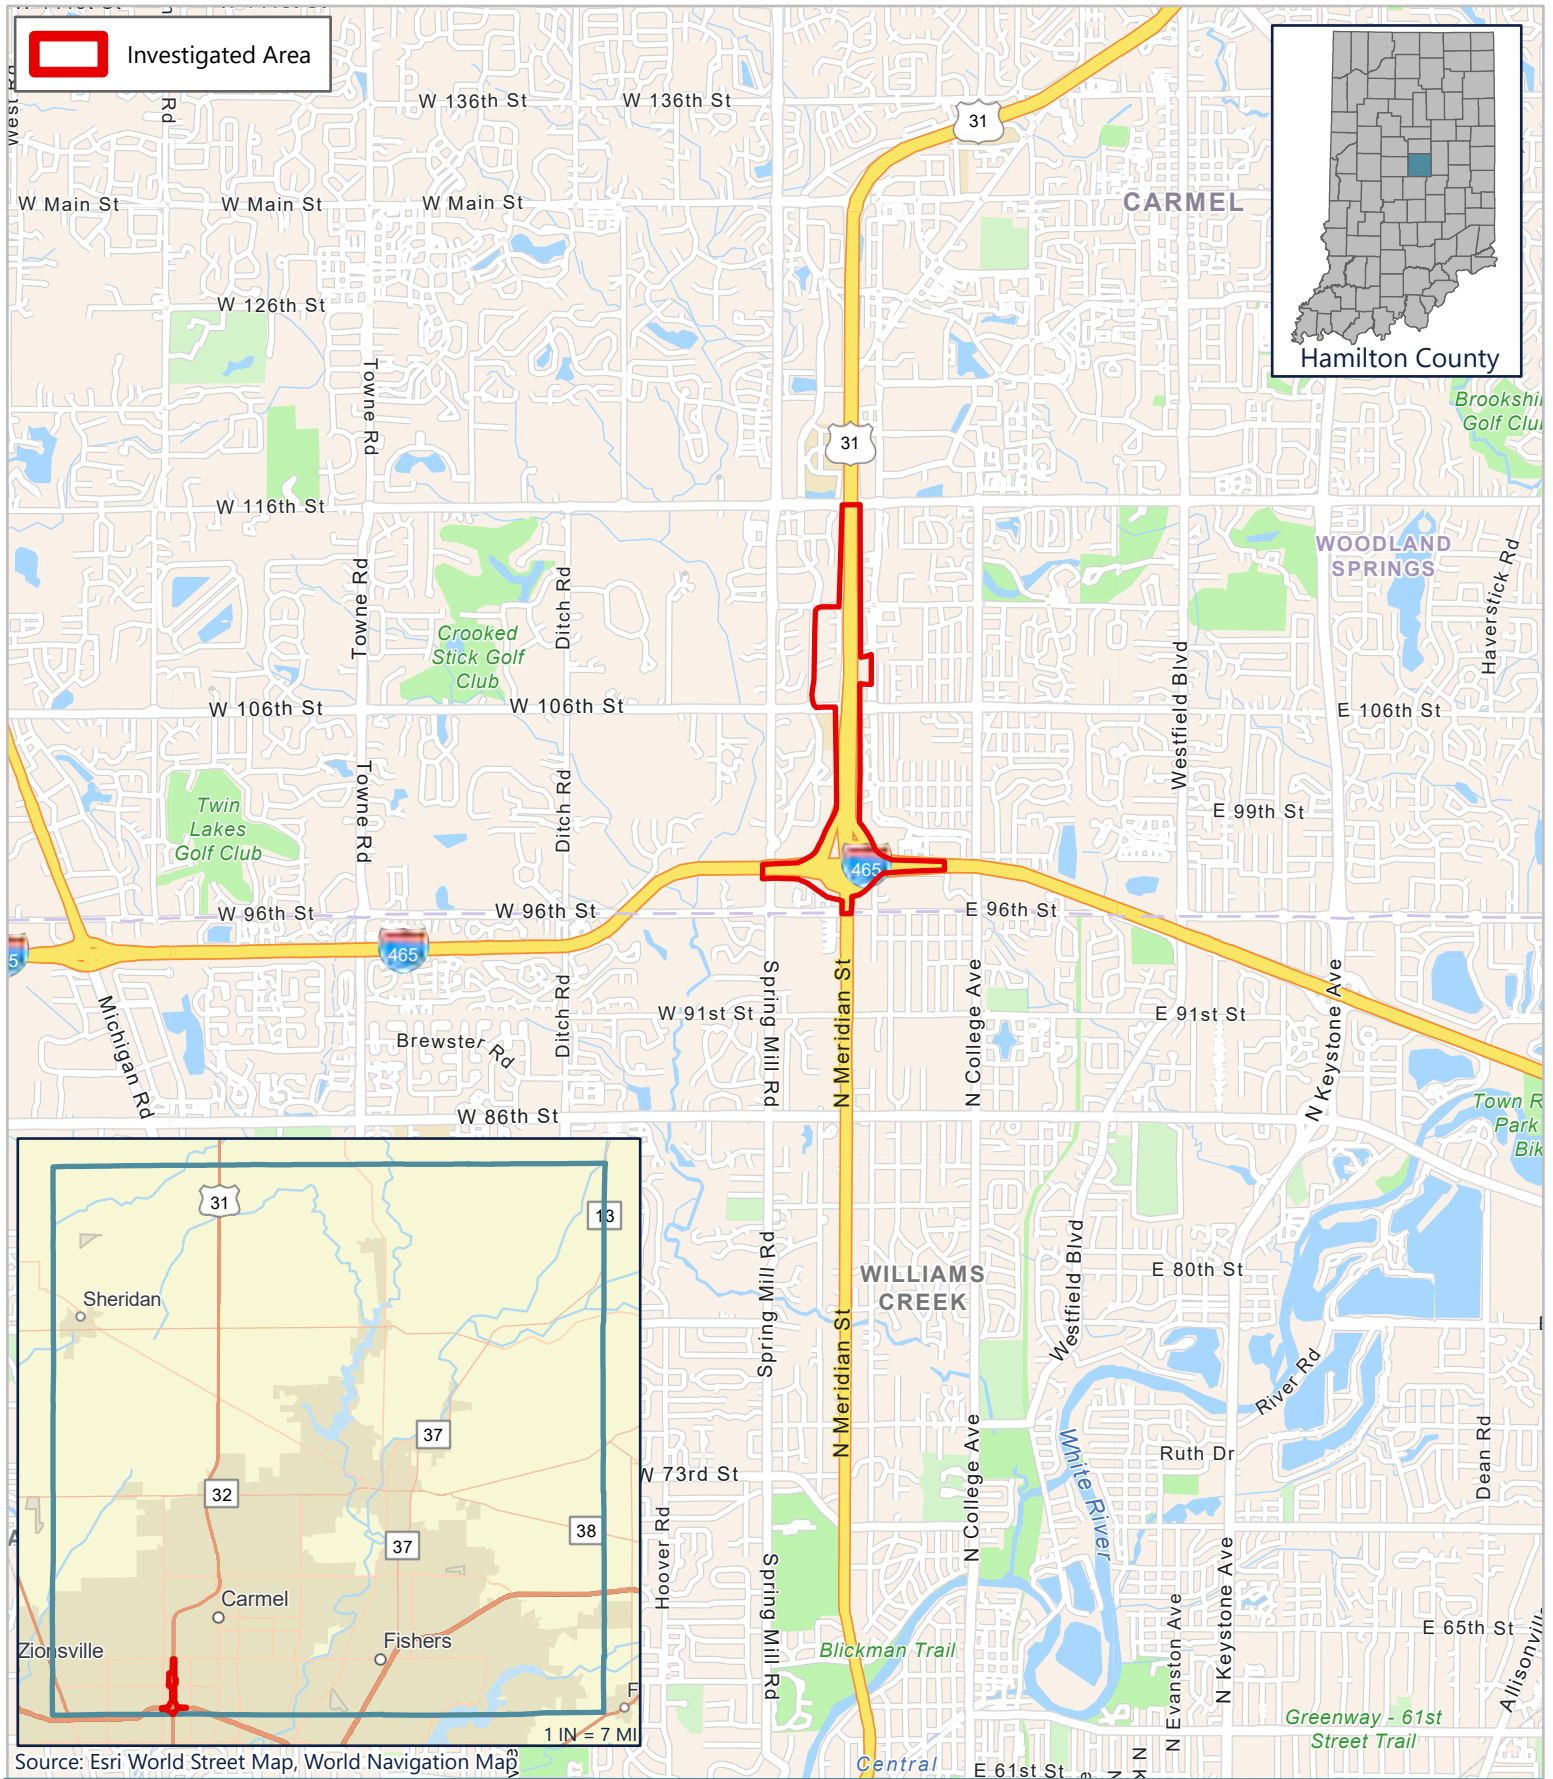 Investigated Area
Rd
W 136th St
W 136th St
31
W Main St
W Main St
W Main St
CARMEL
Hamilton County
W 126th St
Towne Rd
Brookshi
Golf Clu
31
W 116th St
WOODLAND
SPRINGS
Haverstick Rd
Towne Rd
Ditch Rd
Crooked
Stick Golf
Club
Westfield Blvd
W 106th St
W 106th St
E 106th St
Towne Rd
Ditch Rd
Twin
Lakes
Golf Club
E 99th St
465
W 96th St
W 96th St
E 96th St
5
465
Michigan Rd
Brewster Rd
Ditch Rd
W 91st St
Spring Mill Rd
N Meridian St
N College Ave
E 91st St
N Keystone Ave
W 86th St
Town R
Park
Bik
31
13
Sheridan
37
32
37
38
Carmel
Fishers
Zionsville
F
1 IN = 7 MI
Spring Mill Rd
WILLIAMS
CREEK
Westfield Blvd
E 80th St
N Meridian St
River Rd
White River
Ruth Dr
Dean Rd
W 73rd St
Hoover Rd
N College Ave
Spring Mill Rd
N Evanston Ave
N Keystone Ave
E 65th St
Allisonville
Blickman Trail
Greenway - 61st
Street Trail
Central
E 61st St
Source: Esri World Street Map, World Navigation Map